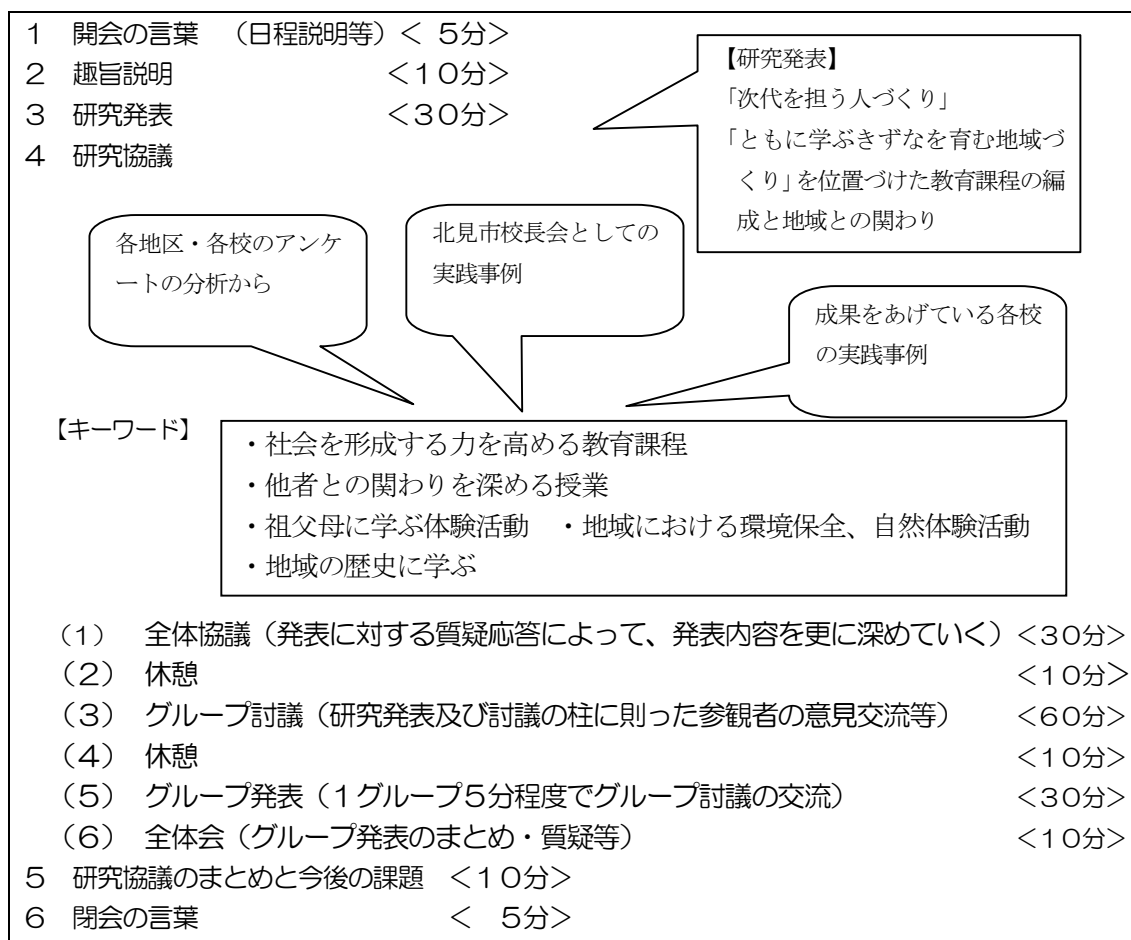 １　開会の言葉　（日程説明等）＜　５分＞
２　趣旨説明　　　　　　　　　＜１０分＞
３　研究発表　　　　　　　　　＜３０分＞
４　研究協議
【研究発表】
「次代を担う人づくり」
「ともに学ぶきずなを育む地域づ
くり」を位置づけた教育課程の編
成と地域との関わり
各地区・各校のアンケ
ートの分析から
北見市校長会としての
実践事例
成果をあげている各校
の実践事例
【キーワード】
・社会を形成する力を高める教育課程
・他者との関わりを深める授業
・祖父母に学ぶ体験活動　・地域における環境保全、自然体験活動
・地域の歴史に学ぶ
（１）　全体協議（発表に対する質疑応答によって、発表内容を更に深めていく）＜３０分＞
（２）　休憩　＜１０分＞
（３）　グループ討議（研究発表及び討議の柱に則った参観者の意見交流等）　＜６０分＞
（４）　休憩　＜１０分＞
（５）　グループ発表（１グループ５分程度でグループ討議の交流）　＜３０分＞
（６）　全体会（グループ発表のまとめ・質疑等）　＜１０分＞
５　研究協議のまとめと今後の課題　＜１０分＞
６　閉会の言葉　　　　　　　　　＜　５分＞